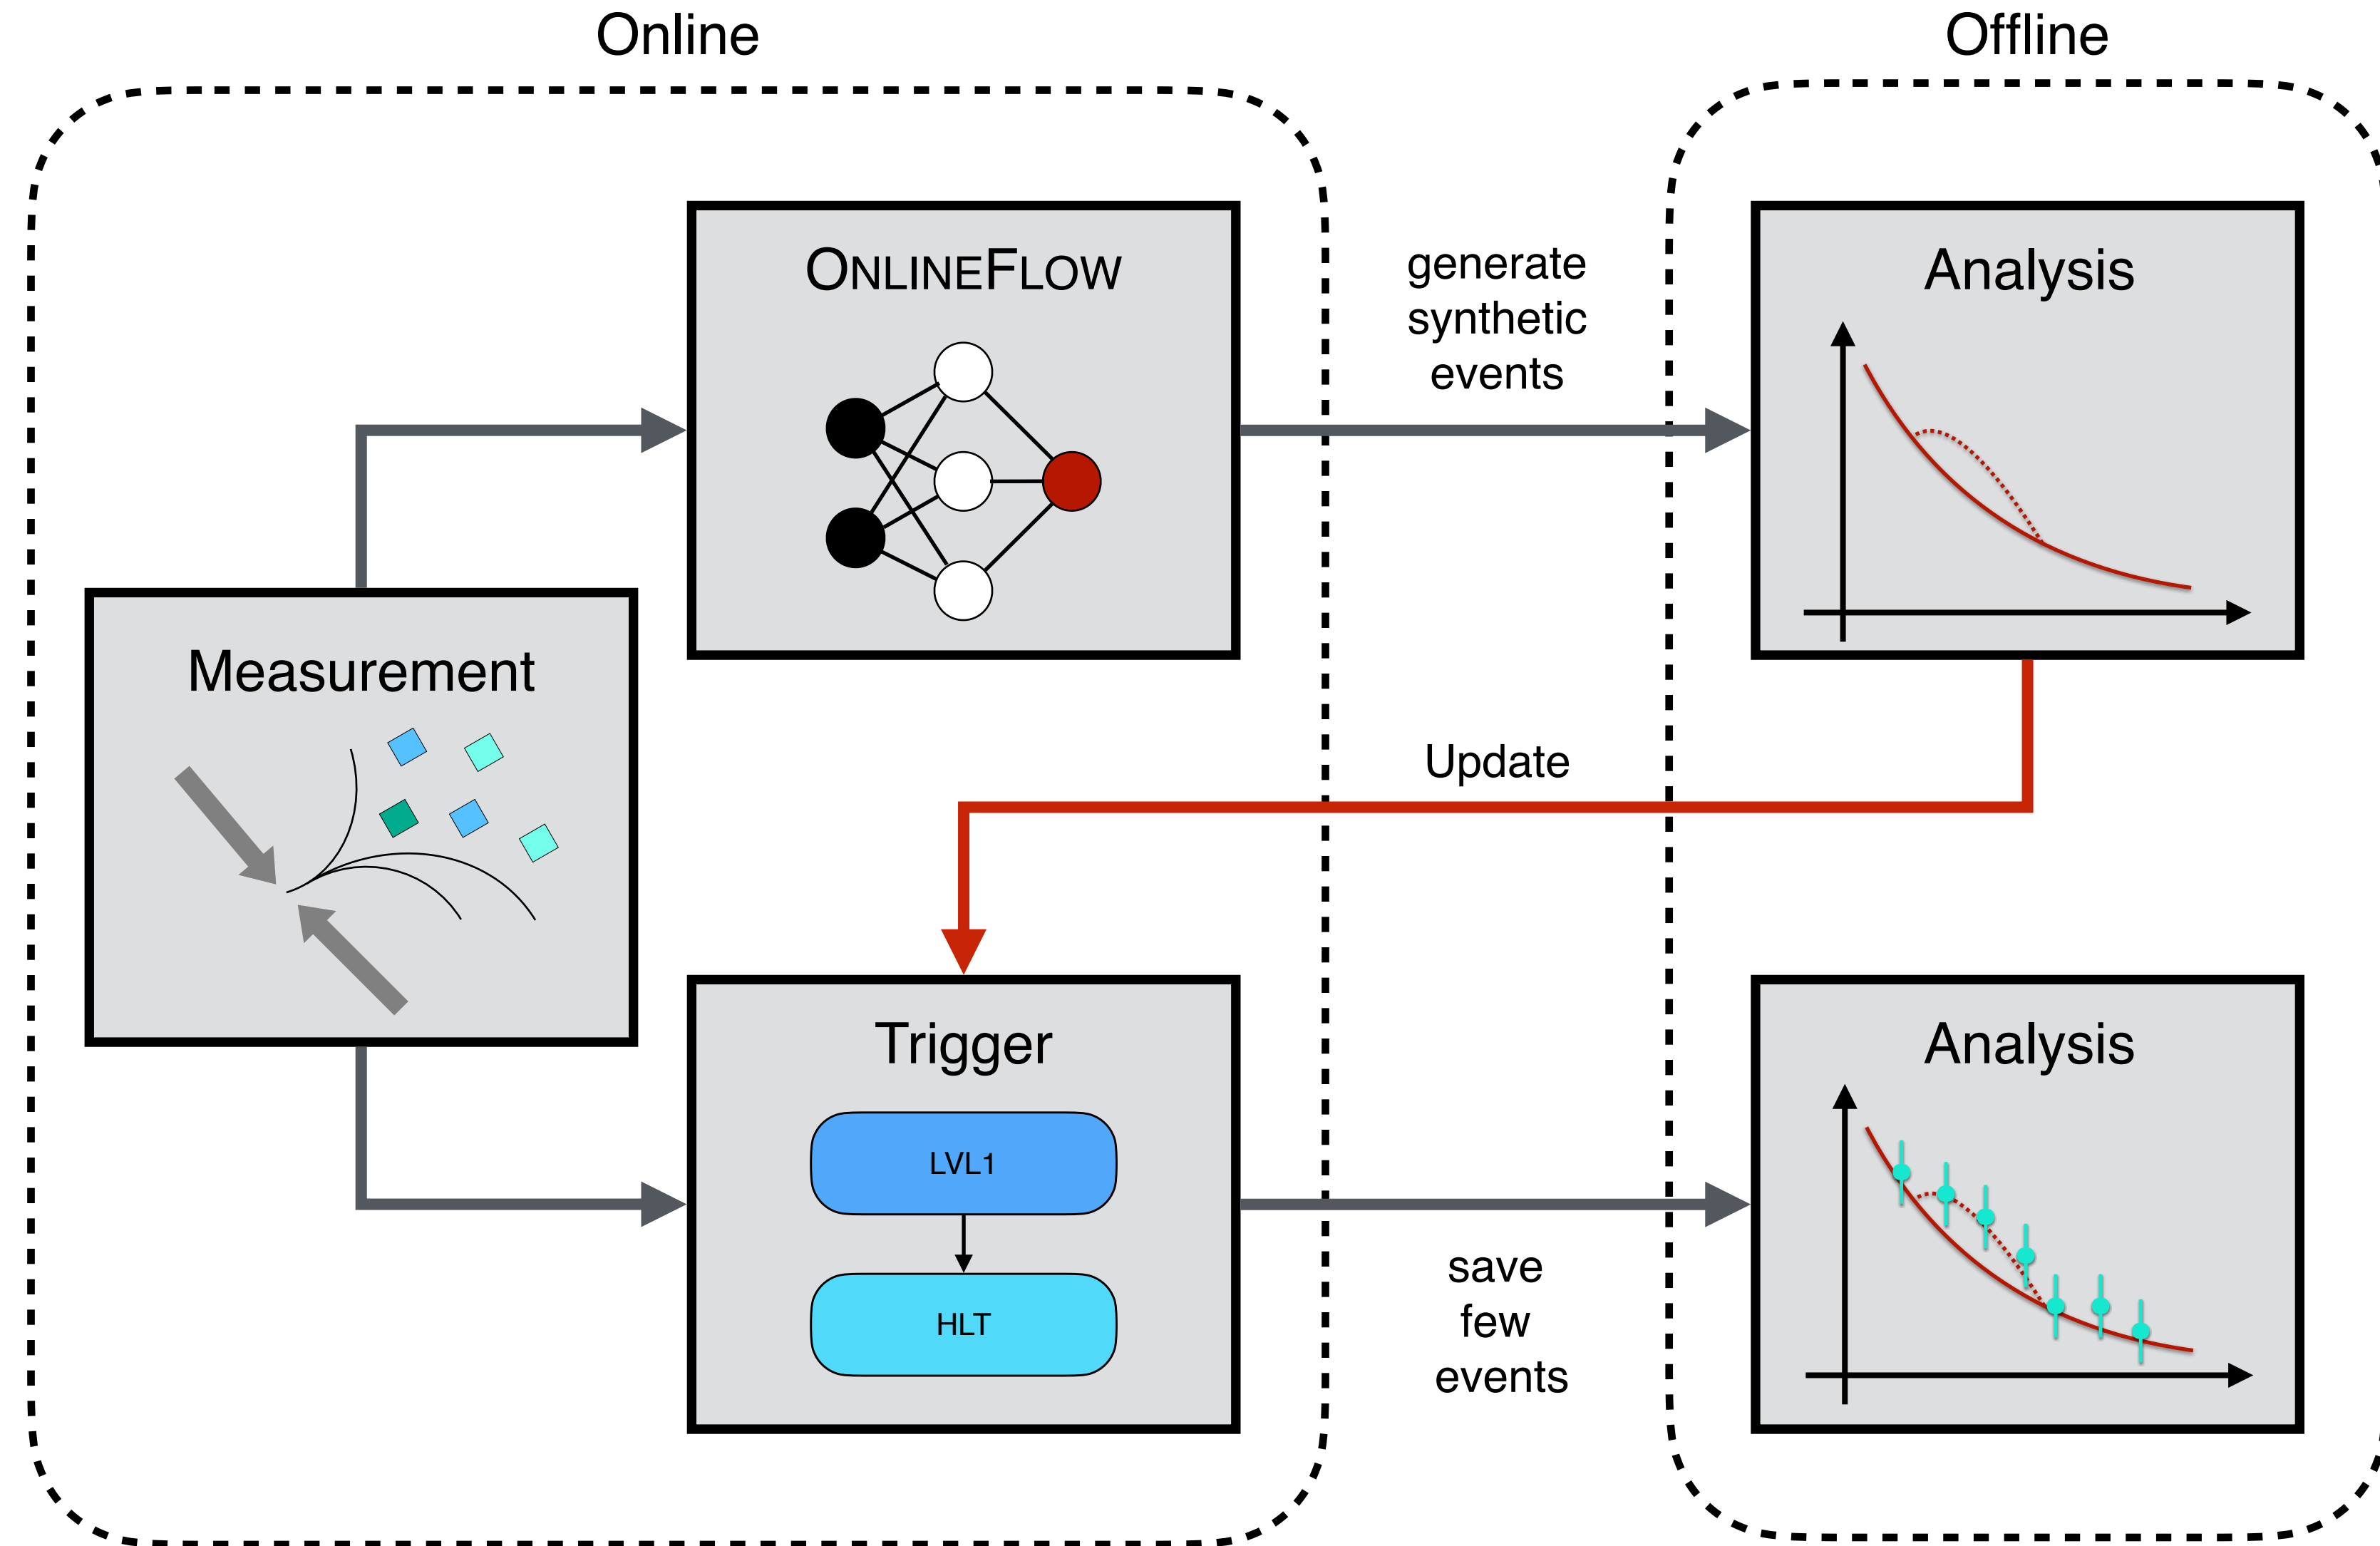 Online
Offline
ONLINEFLOW
generate
synthetic
events
Analysis
Measurement
Update
Trigger
LVL1
HLT
save
few
events
Analysis